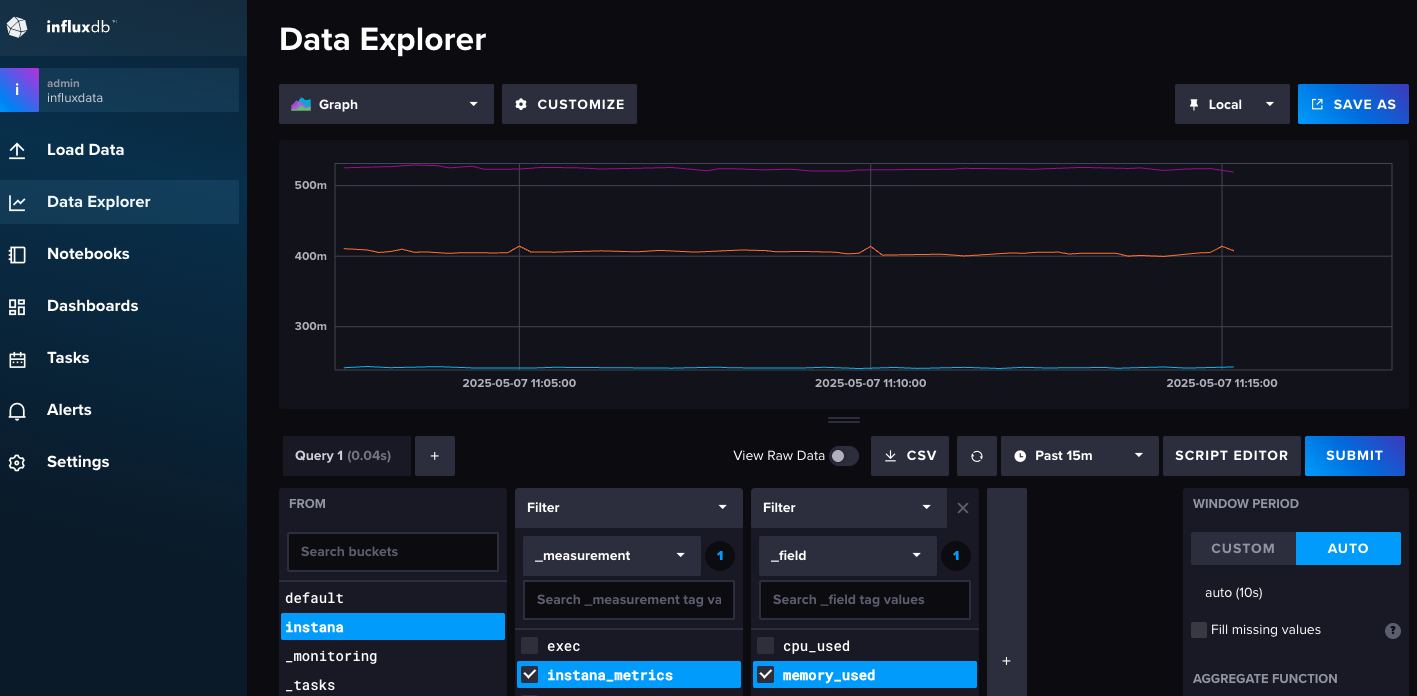 influxdb™
i
admin
influxdata
Load Data
Data Explorer
Notebooks
Dashboards
Tasks
Alerts
Settings
Data Explorer
Graph
CUSTOMIZE
Local
SAVE AS
500m
400m
300m
2025-05-07 11:05:00
2025-05-07 11:10:00
2025-05-07 11:15:00
Query 1 (0.04s)
+
View Raw Data
CSV
Past 15m
SCRIPT EDITOR
SUBMIT
FROM
Search buckets
default
instana
_monitoring
_tasks
Filter
_measurement
1
Search _measurement tag va
exec
instana_metrics
Filter
_field
1
Search _field tag values
cpu_used
memory_used
+
WINDOW PERIOD
CUSTOM
AUTO
auto (10s)
Fill missing values
?
AGGREGATE FUNCTION